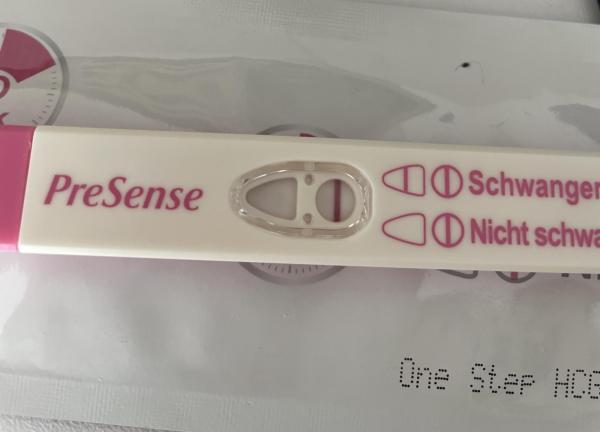 PreSense
Schwanger
Nicht
One Step HCG